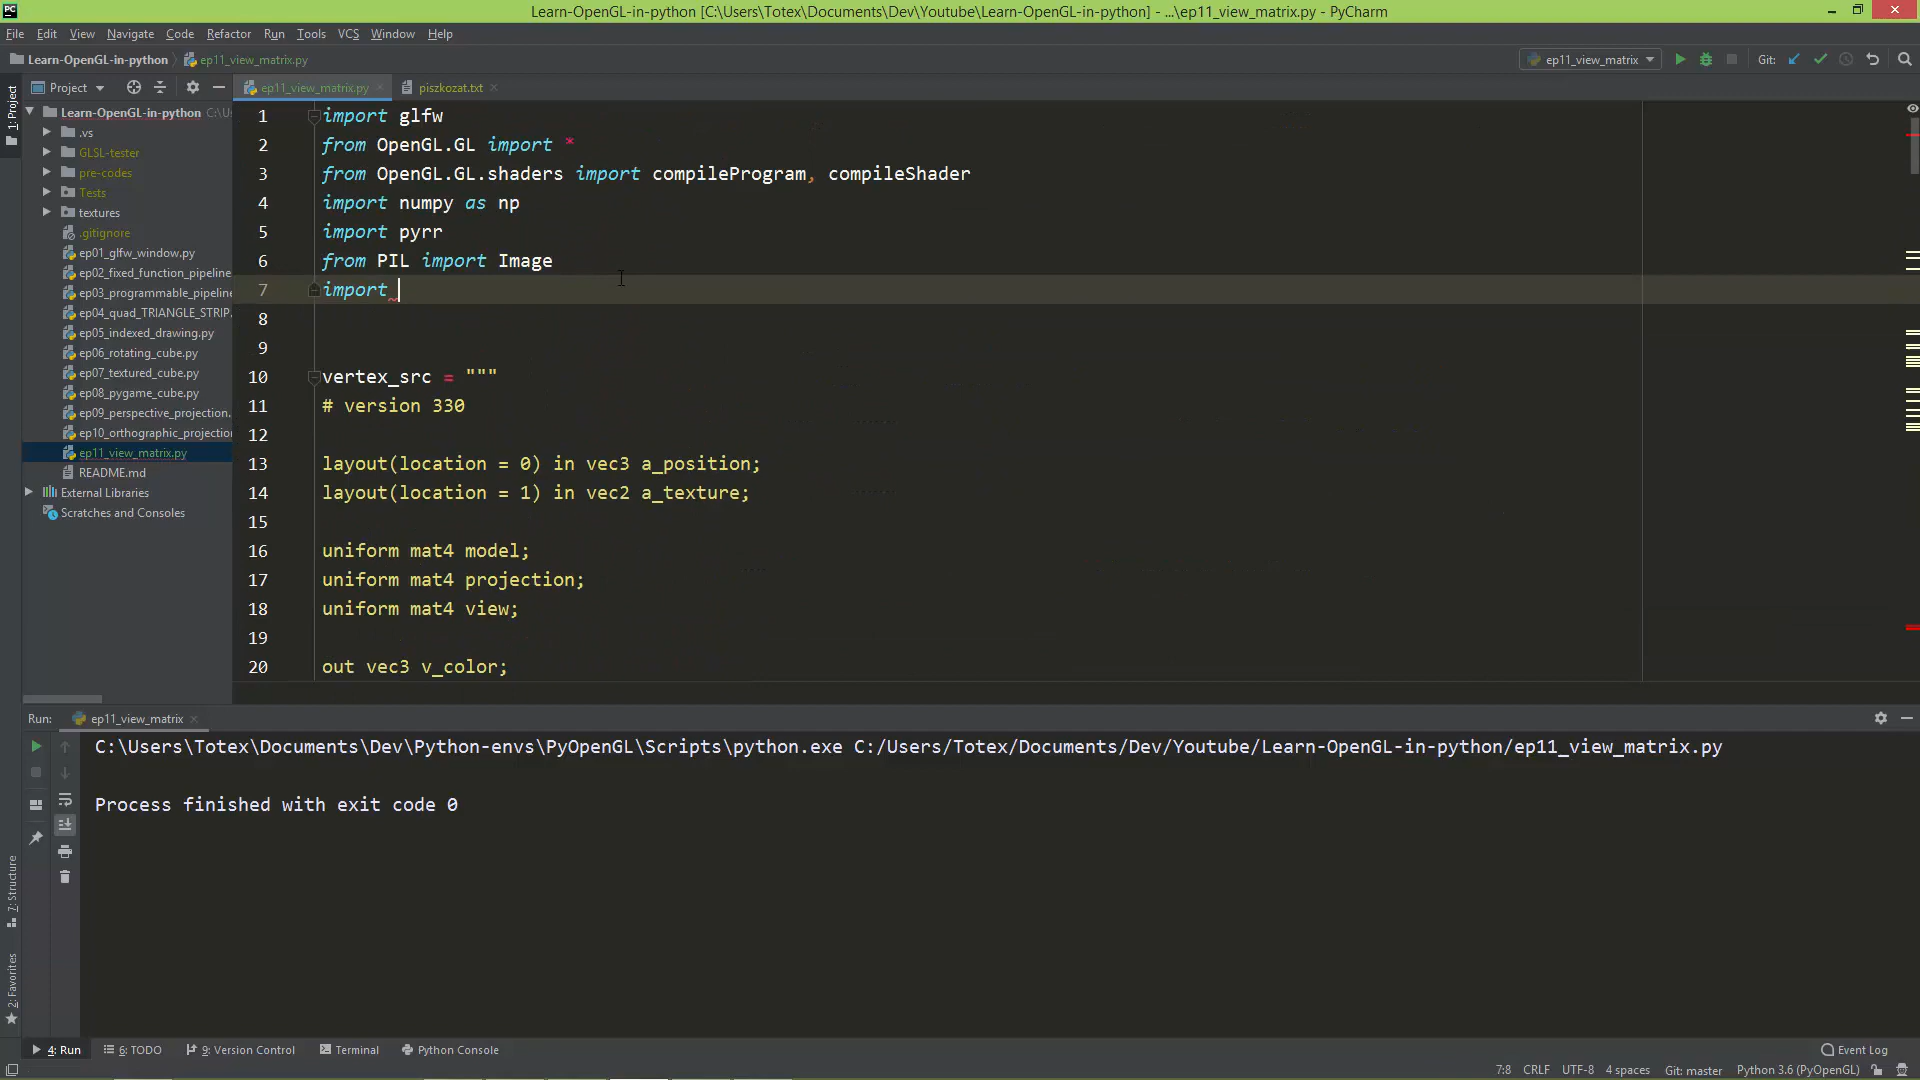 PC
Learn-OpenGL-in-python [C:\Users\Totex\Documents\Dev\Youtube\Learn-OpenGL-in-python] - ...\ep11_view_matrix.py - PyCharm
File Edit View Navigate Code Refactor Run Tools VCS Window Help
Learn-OpenGL-in-python ep11_view_matrix.py
ep11_view_matrix
Git:
1: Project
Project
ep11_view_matrix.py
piszkozat.txt
Learn-OpenGL-in-python C:\U
.vs
GLSL-tester
pre-codes
Tests
textures
.gitignore
ep01_glfw_window.py
ep02_fixed_function_pipeline
ep03_programmable_pipeline
ep04_quad_TRIANGLE_STRIP.
ep05_indexed_drawing.py
ep06_rotating_cube.py
ep07_textured_cube.py
ep08_pygame_cube.py
ep09_perspective_projection.
ep10_orthographic_projectio
ep11_view_matrix.py
README.md
External Libraries
Scratches and Consoles
1 import glfw
2 from OpenGL.GL import *
3 from OpenGL.GL.shaders import compileProgram, compileShader
4 import numpy as np
5 import pyrr
6 from PIL import Image
7 import
8
9
10 vertex_src = """
11 # version 330
12
13 layout(location = 0) in vec3 a_position;
14 layout(location = 1) in vec2 a_texture;
15
16 uniform mat4 model;
17 uniform mat4 projection;
18 uniform mat4 view;
19
20 out vec3 v_color;
Run: ep11_view_matrix
C:\Users\Totex\Documents\Dev\Python-envs\PyOpenGL\Scripts\python.exe C:/Users/Totex/Documents/Dev/Youtube/Learn-OpenGL-in-python/ep11_view_matrix.py
Process finished with exit code 0
7: Structure
2: Favorites
4: Run 6: TODO 9: Version Control Terminal Python Console
Event Log
7:8 CRLF UTF-8 4 spaces Git: master Python 3.6 (PyOpenGL)